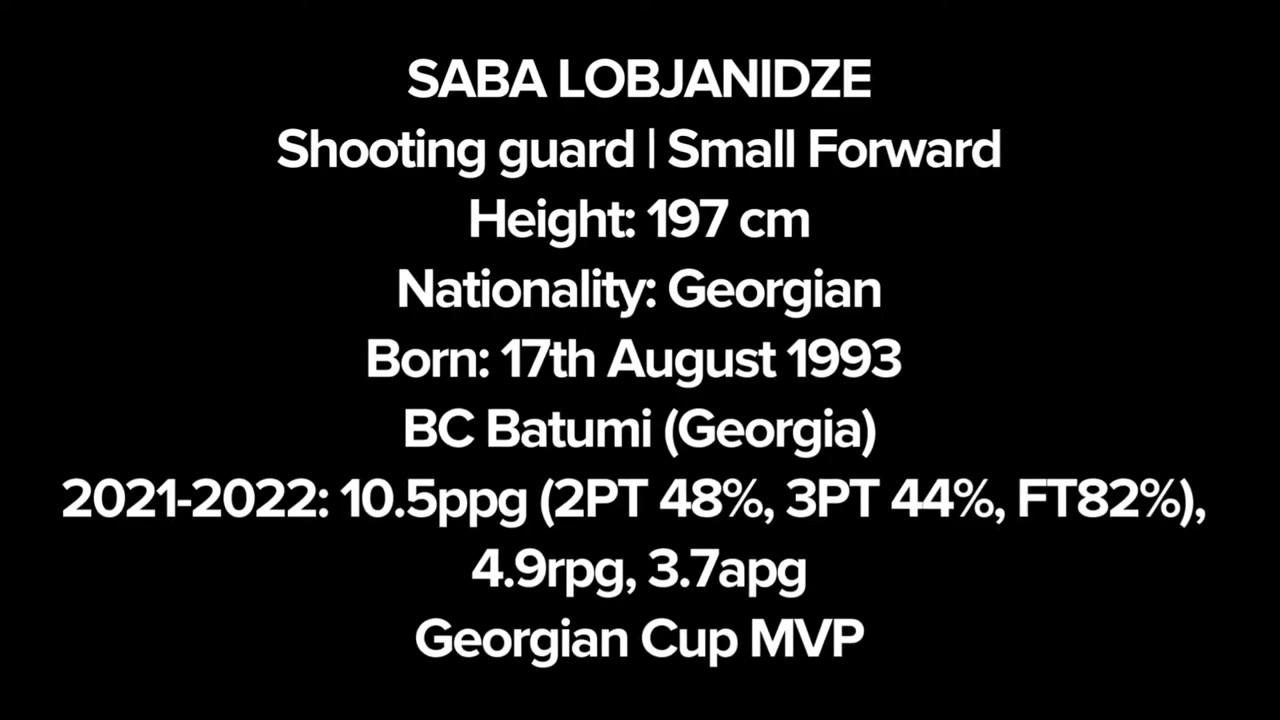 SABA LOBJANIDZE
Shooting guard | Small Forward
Height: 197 cm
Nationality: Georgian
Born: 17th August 1993
BC Batumi (Georgia)
2021-2022: 10.5ppg (2PT 48%, 3PT 44%, FT82%),
4.9rpg, 3.7apg
Georgian Cup MVP